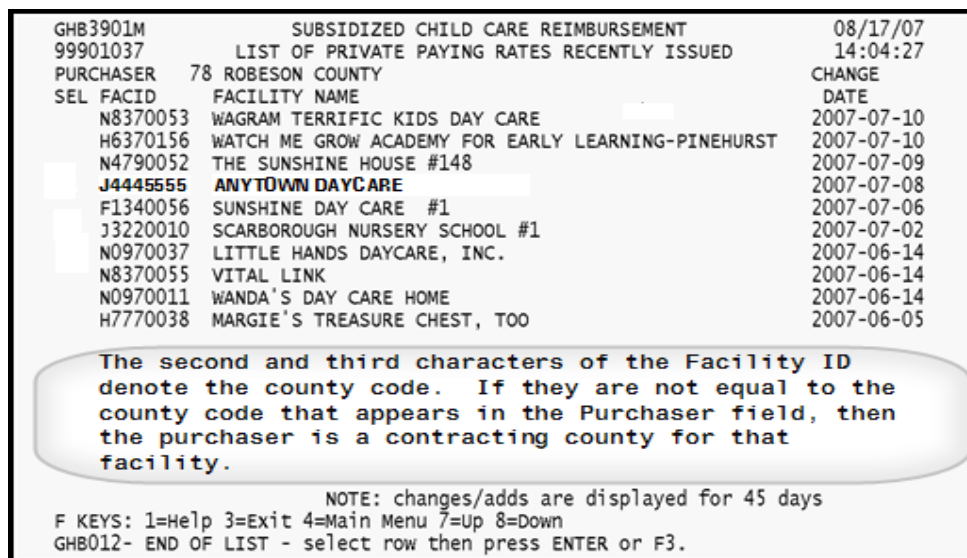 GHB3901M SUBSIDIZED CHILD CARE REIMBURSEMENT 08/17/07
99901037 LIST OF PRIVATE PAYING RATES RECENTLY ISSUED 14:04:27
PURCHASER 78 ROBESON COUNTY CHANGE
SEL FACID FACILITY NAME DATE
N8370053 WAGRAM TERRIFIC KIDS DAY CARE 2007-07-10
H6370156 WATCH ME GROW ACADEMY FOR EARLY LEARNING-PINEHURST 2007-07-10
N4790052 THE SUNSHINE HOUSE #148 2007-07-09
J4445555 ANYTOWN DAYCARE 2007-07-08
F1340056 SUNSHINE DAY CARE #1 2007-07-06
J3220010 SCARBOROUGH NURSERY SCHOOL #1 2007-07-02
N0970037 LITTLE HANDS DAYCARE, INC. 2007-06-14
N8370055 VITAL LINK 2007-06-14
N0970011 WANDA'S DAY CARE HOME 2007-06-14
H7770038 MARGIE'S TREASURE CHEST, TOO 2007-06-05
The second and third characters of the Facility ID
denote the county code. If they are not equal to the
county code that appears in the Purchaser field, then
the purchaser is a contracting county for that
facility.
NOTE: changes/adds are displayed for 45 days
F KEYS: 1=Help 3=Exit 4=Main Menu 7=Up 8=Down
GHB012- END OF LIST - select row then press ENTER or F3.